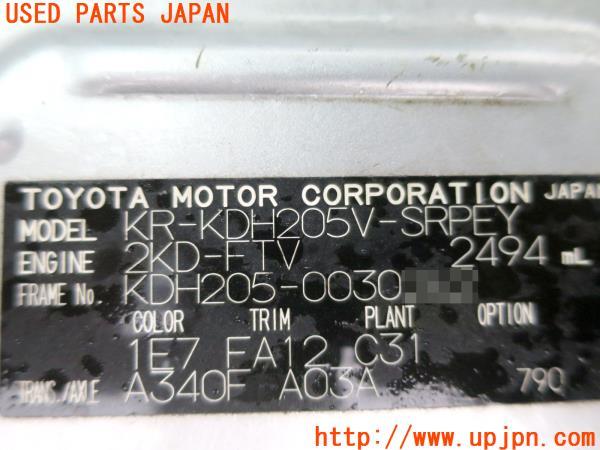 USED PARTS JAPAN
TOYOTA MOTOR CORPORATION JAPAN
MODEL KR-KDH205V-SRPEY
ENGINE 2KD-FTV 2494 mL
FRAME No. KDH205-0030
COLOR TRIM PLANT OPTION
1E7 FA12 C31
TRANS./AXLE A340F A03A 790
http://www.upjpn.com/